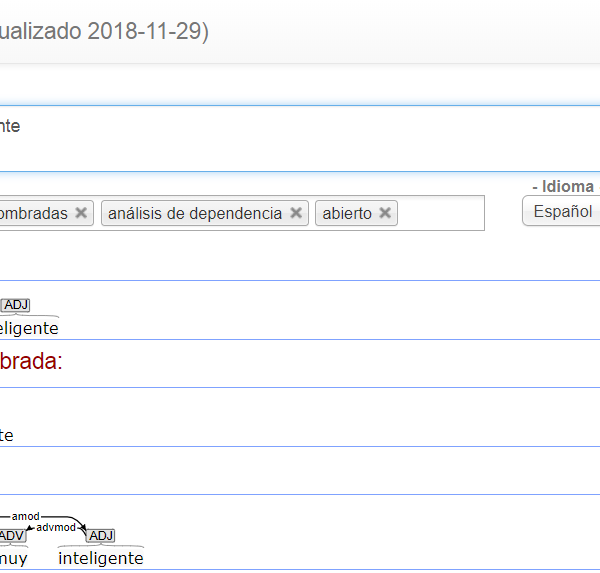 ualizado 2018-11-29)
nte
- Idioma
ombradas × análisis de dependencia × abierto ×
Español
ADJ
eligente
brada:
te
amod
advmod
ADV ADJ
muy inteligente